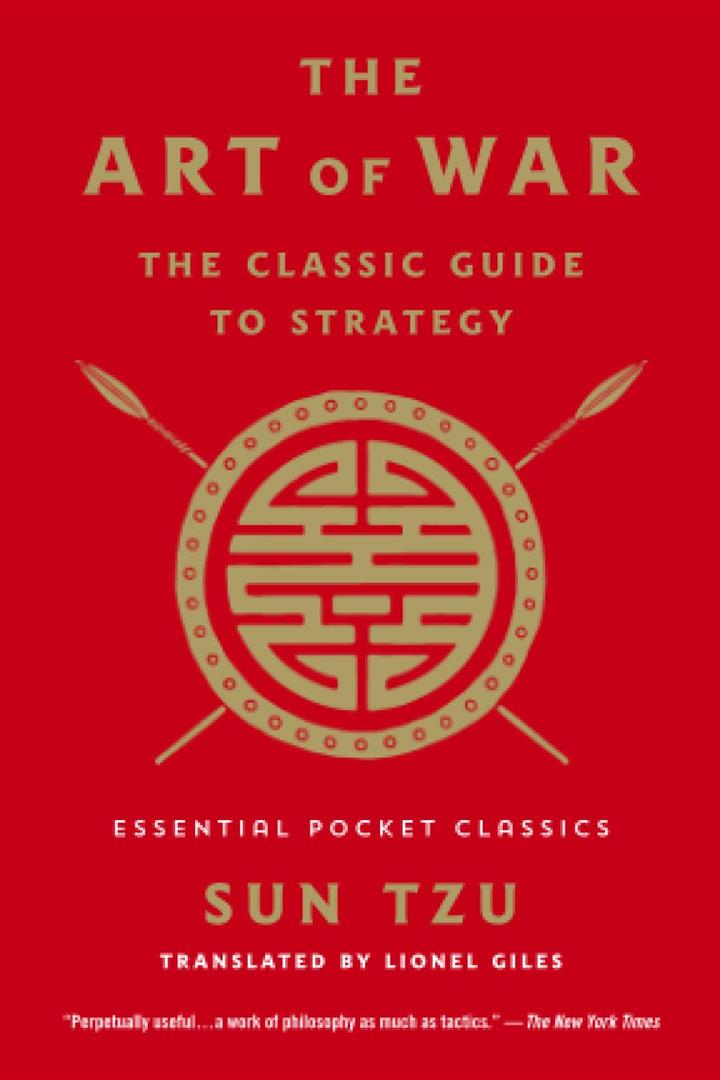 THE
ART OF WAR
THE CLASSIC GUIDE
TO STRATEGY
ESSENTIAL POCKET CLASSICS
SUN TZU
TRANSLATED BY LIONEL GILES
"Perpetually useful...a work of philosophy as much as tactics." —The New York Times